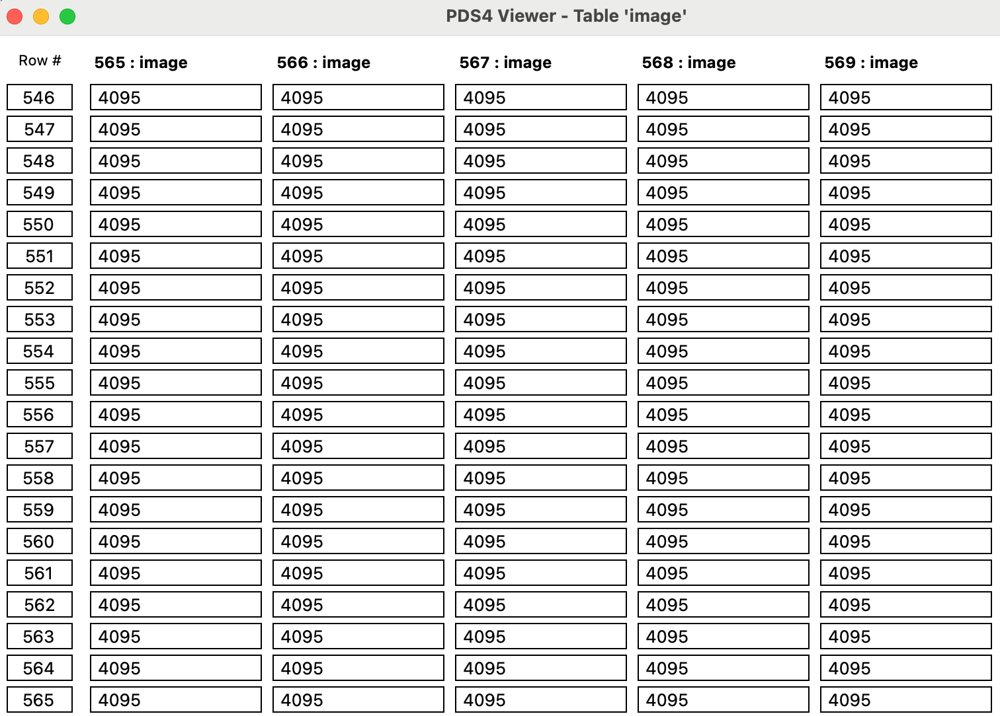 PDS4 Viewer - Table 'image'
Row # 565 : image 566 : image 567 : image 568 : image 569 : image
546 4095 4095 4095 4095 4095
547 4095 4095 4095 4095 4095
548 4095 4095 4095 4095 4095
549 4095 4095 4095 4095 4095
550 4095 4095 4095 4095 4095
551 4095 4095 4095 4095 4095
552 4095 4095 4095 4095 4095
553 4095 4095 4095 4095 4095
554 4095 4095 4095 4095 4095
555 4095 4095 4095 4095 4095
556 4095 4095 4095 4095 4095
557 4095 4095 4095 4095 4095
558 4095 4095 4095 4095 4095
559 4095 4095 4095 4095 4095
560 4095 4095 4095 4095 4095
561 4095 4095 4095 4095 4095
562 4095 4095 4095 4095 4095
563 4095 4095 4095 4095 4095
564 4095 4095 4095 4095 4095
565 4095 4095 4095 4095 4095